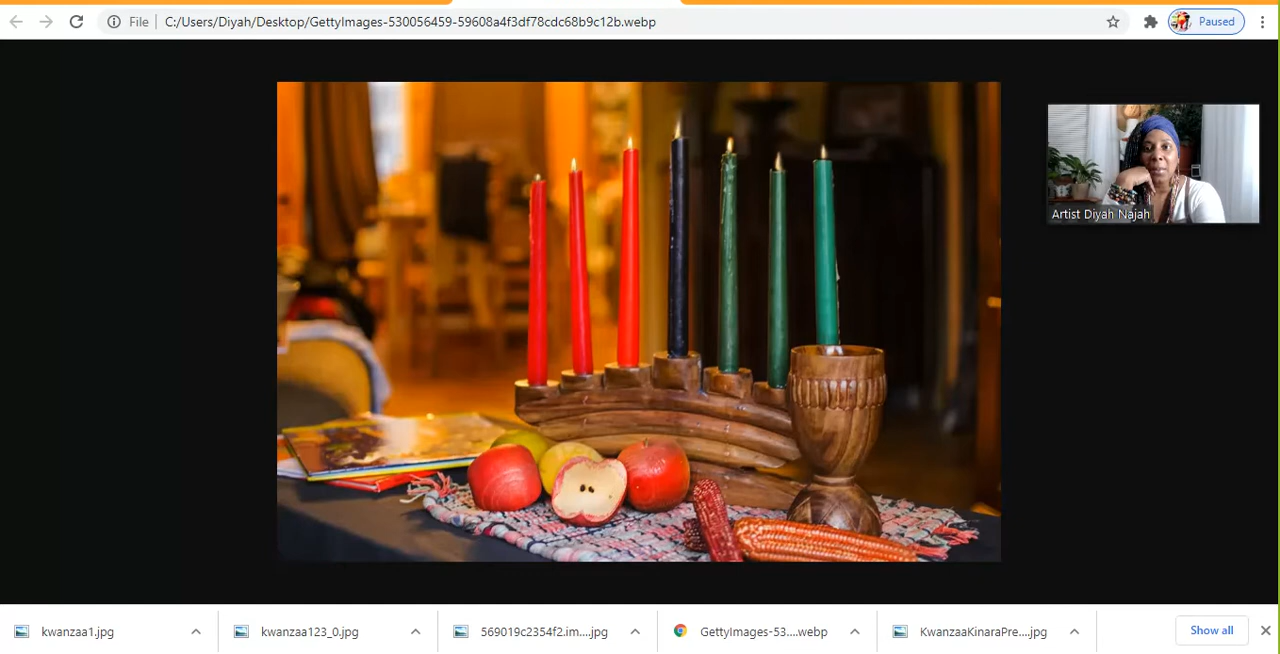 File C:/Users/Diyah/Desktop/GettyImages-530056459-59608a4f3df78cdc68b9c12b.webp Paused
Artist Diyah Najah
kwanzaa1.jpg kwanzaa123_0.jpg 569019c2354f2.im....jpg GettyImages-53....webp KwanzaaKinaraPre....jpg Show all